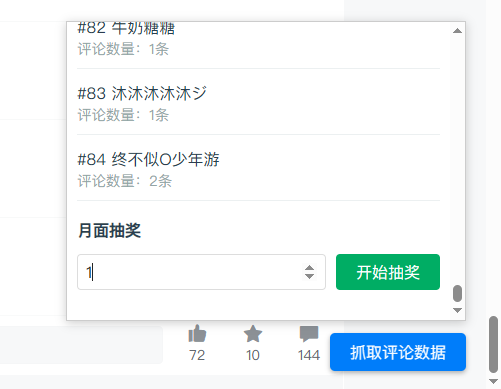 #82 牛奶糖糖
评论数量：1条
#83 沐沐沐沐沐ジ
评论数量：1条
#84 终不似O少年游
评论数量：2条
月面抽奖
1
开始抽奖
72
10
144
抓取评论数据